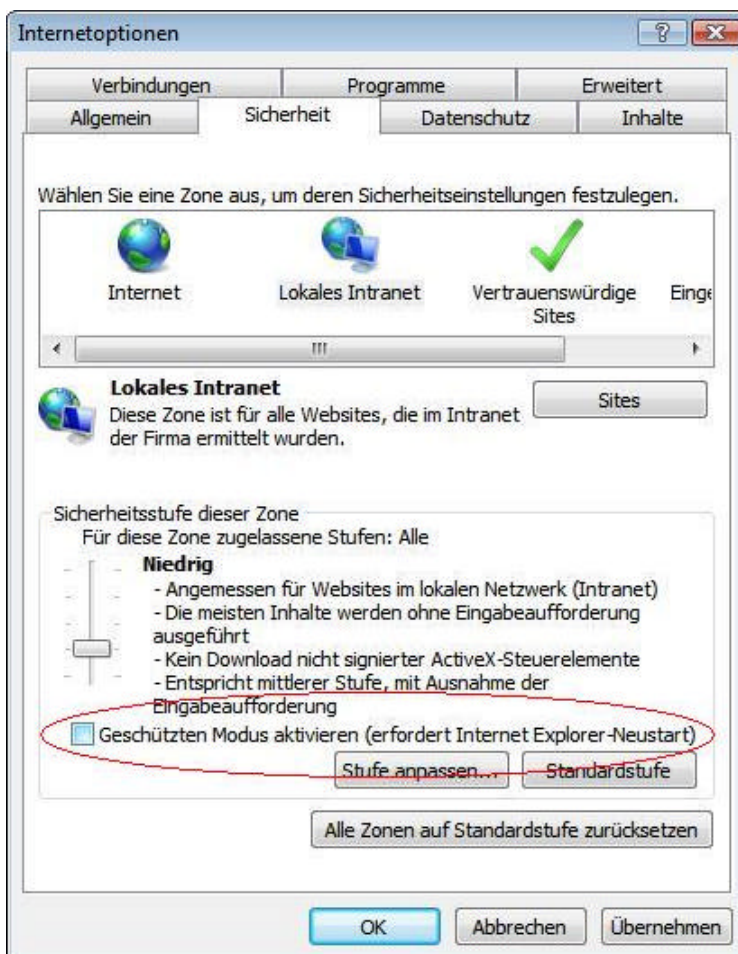 Internetoptionen
Verbindungen Programme Erweitert
Allgemein Sicherheit Datenschutz Inhalte
Wählen Sie eine Zone aus, um deren Sicherheitseinstellungen festzulegen.
Internet Lokales Intranet Vertrauenswürdige Sites
Lokales Intranet
Diese Zone ist für alle Websites, die im Intranet
der Firma ermittelt wurden.
Sites
Sicherheitsstufe dieser Zone
Für diese Zone zugelassene Stufen: Alle
Niedrig
- Angemessen für Websites im lokalen Netzwerk (Intranet)
- Die meisten Inhalte werden ohne Eingabeaufforderung
ausgeführt
- Kein Download nicht signierter ActiveX-Steuerelemente
- Entspricht mittlerer Stufe, mit Ausnahme der
Eingabeaufforderung
Geschützten Modus aktivieren (erfordert Internet Explorer-Neustart)
Stufe anpassen... Standardstufe
Alle Zonen auf Standardstufe zurücksetzen
OK Abbrechen Übernehmen